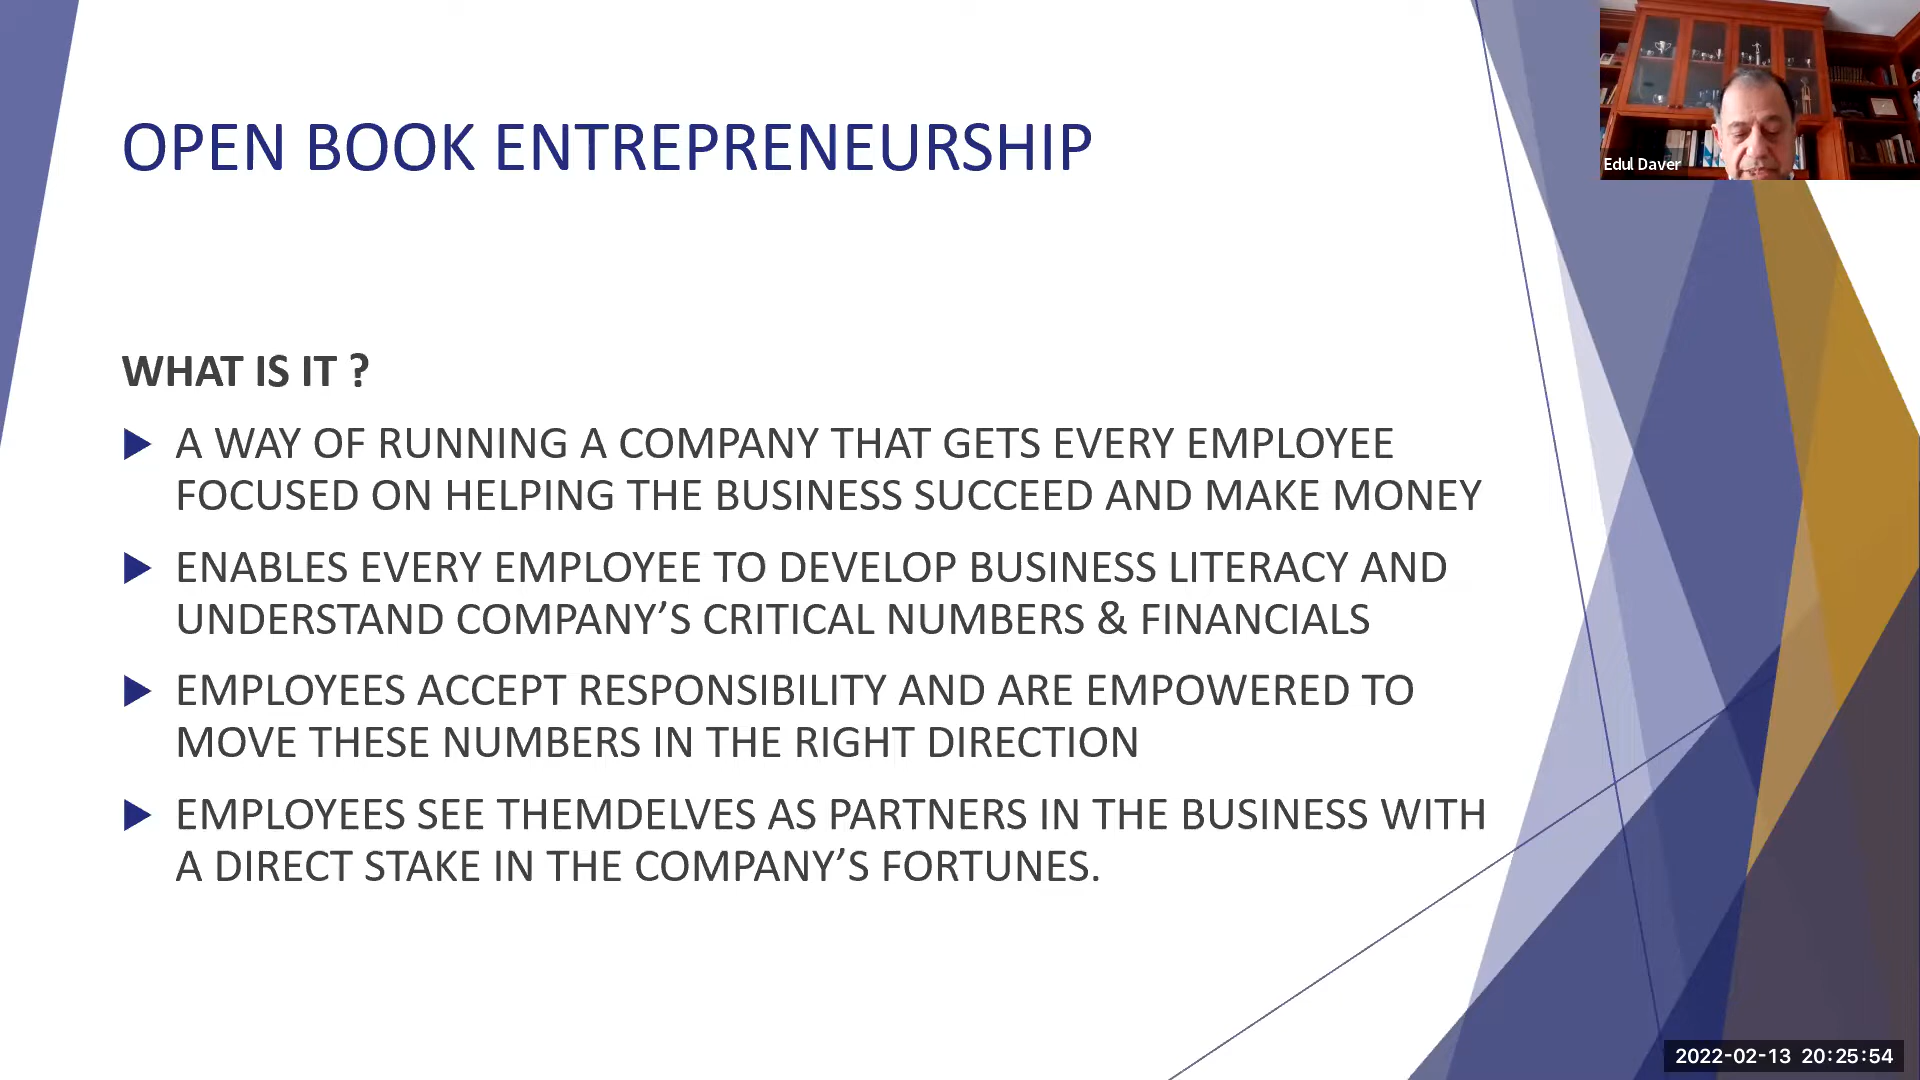 OPEN BOOK ENTREPRENEURSHIP
Edul Daver
WHAT IS IT ?
A WAY OF RUNNING A COMPANY THAT GETS EVERY EMPLOYEE
FOCUSED ON HELPING THE BUSINESS SUCCEED AND MAKE MONEY
ENABLES EVERY EMPLOYEE TO DEVELOP BUSINESS LITERACY AND
UNDERSTAND COMPANY’S CRITICAL NUMBERS & FINANCIALS
EMPLOYEES ACCEPT RESPONSIBILITY AND ARE EMPOWERED TO
MOVE THESE NUMBERS IN THE RIGHT DIRECTION
EMPLOYEES SEE THEMDELVES AS PARTNERS IN THE BUSINESS WITH
A DIRECT STAKE IN THE COMPANY’S FORTUNES.
2022-02-13 20:25:54